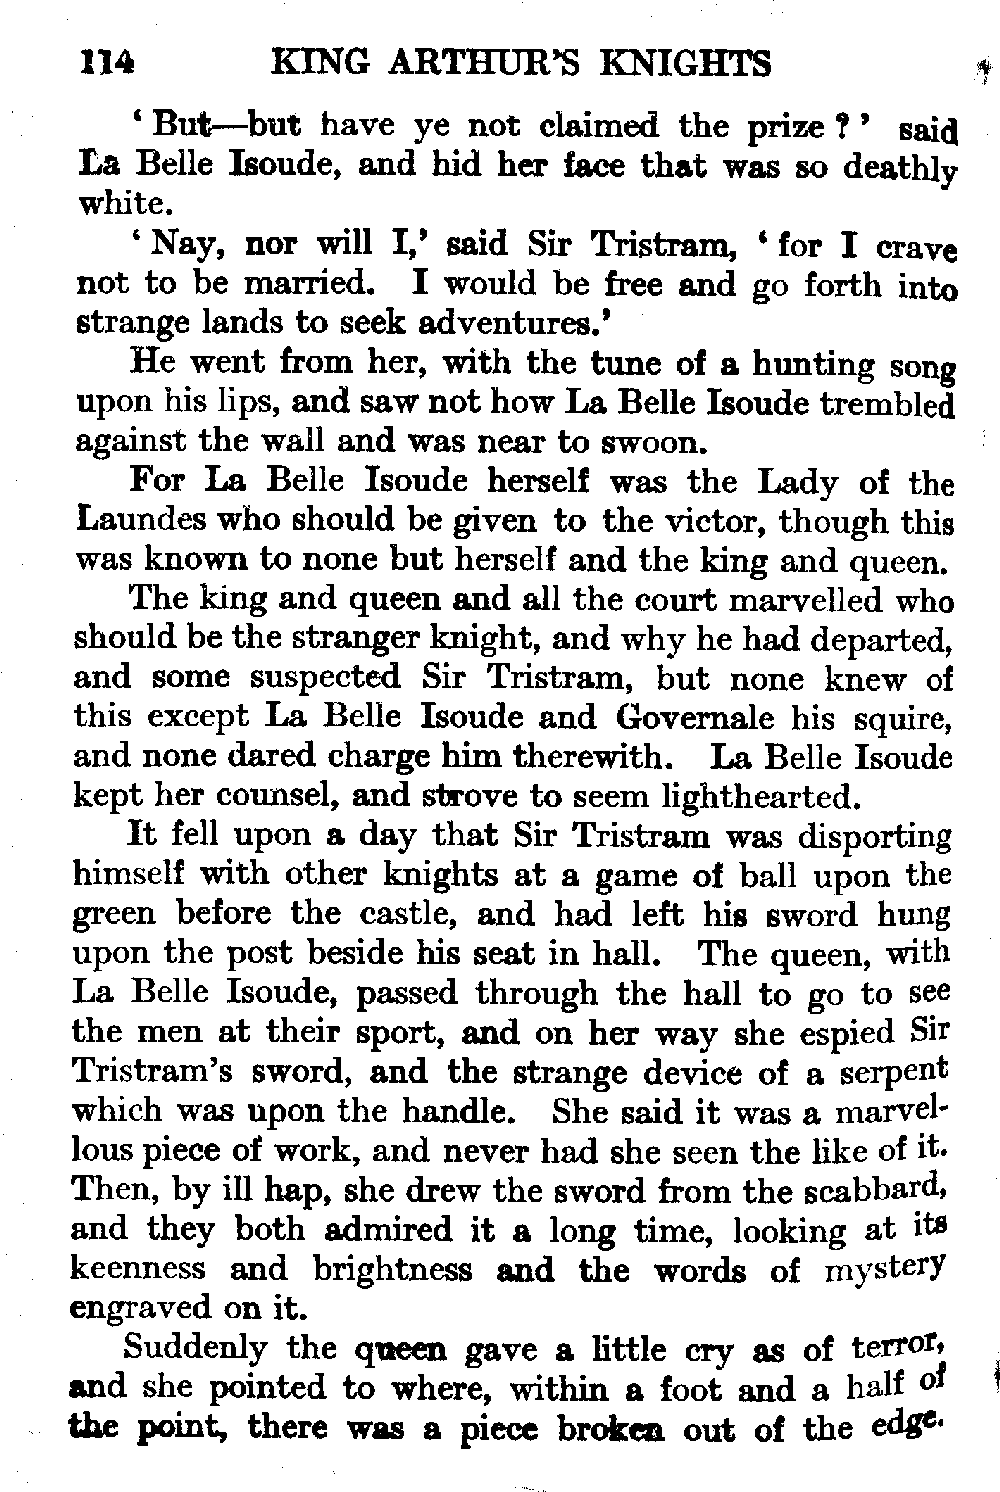 114 KING ARTHUR'S KNIGHTS
‘ But—but have ye not claimed the prize ? ’ said
La Belle Isoude, and hid her face that was so deathly
white.
‘ Nay, nor will I,’ said Sir Tristram, ‘ for I crave
not to be married. I would be free and go forth into
strange lands to seek adventures.’
He went from her, with the tune of a hunting song
upon his lips, and saw not how La Belle Isoude trembled
against the wall and was near to swoon.
For La Belle Isoude herself was the Lady of the
Laundes who should be given to the victor, though this
was known to none but herself and the king and queen.
The king and queen and all the court marvelled who
should be the stranger knight, and why he had departed,
and some suspected Sir Tristram, but none knew of
this except La Belle Isoude and Governale his squire,
and none dared charge him therewith. La Belle Isoude
kept her counsel, and strove to seem lighthearted.
It fell upon a day that Sir Tristram was disporting
himself with other knights at a game of ball upon the
green before the castle, and had left his sword hung
upon the post beside his seat in hall. The queen, with
La Belle Isoude, passed through the hall to go to see
the men at their sport, and on her way she espied Sir
Tristram's sword, and the strange device of a serpent
which was upon the handle. She said it was a marvel-
lous piece of work, and never had she seen the like of it.
Then, by ill hap, she drew the sword from the scabbard,
and they both admired it a long time, looking at its
keenness and brightness and the words of mystery
engraved on it.
Suddenly the queen gave a little cry as of terror,
and she pointed to where, within a foot and a half of
the point, there was a piece broken out of the edge.